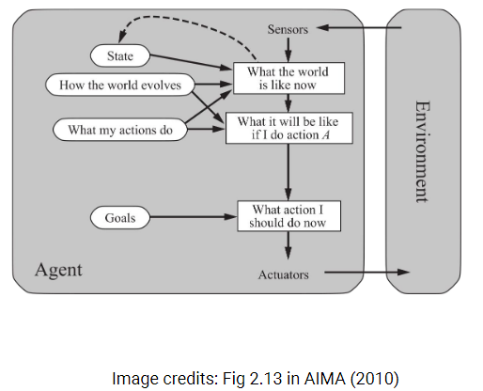 Sensors
State
What the world
is like now
How the world evolves
What it will be like
if I do action A
What my actions do
Environment
What action I
should do now
Goals
Agent
Actuators
Image credits: Fig 2.13 in AIMA (2010)